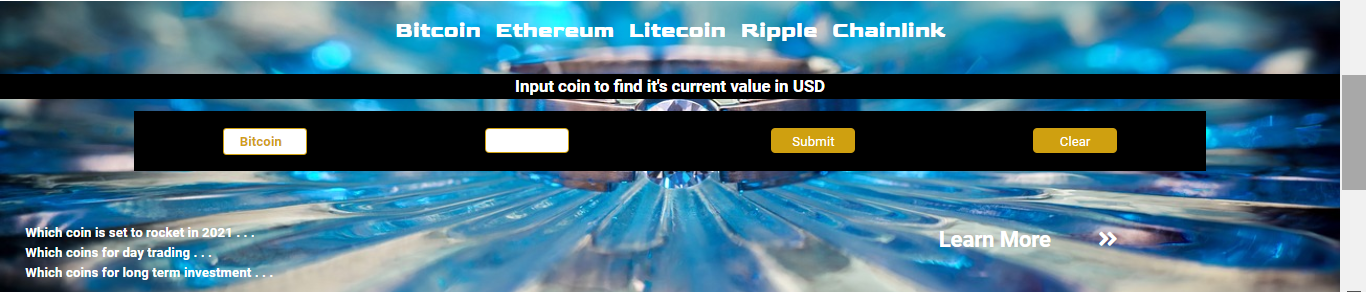 Bitcoin Ethereum Litecoin Ripple Chainlink
Input coin to find it's current value in USD
Bitcoin Submit Clear
Which coin is set to rocket in 2021 . . .
Which coins for day trading . . .
Learn More
Which coins for long term investment . . .